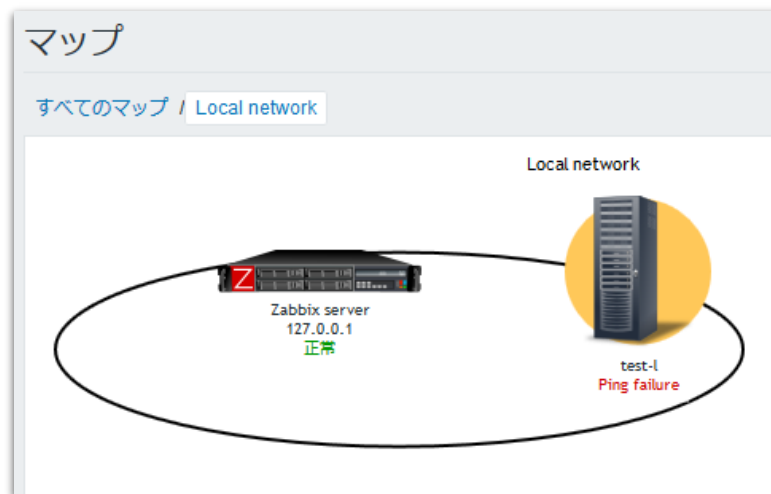 マップ
すべてのマップ / Local network
Local network
Z
Zabbix server
127.0.0.1
正常
test-l
Ping failure